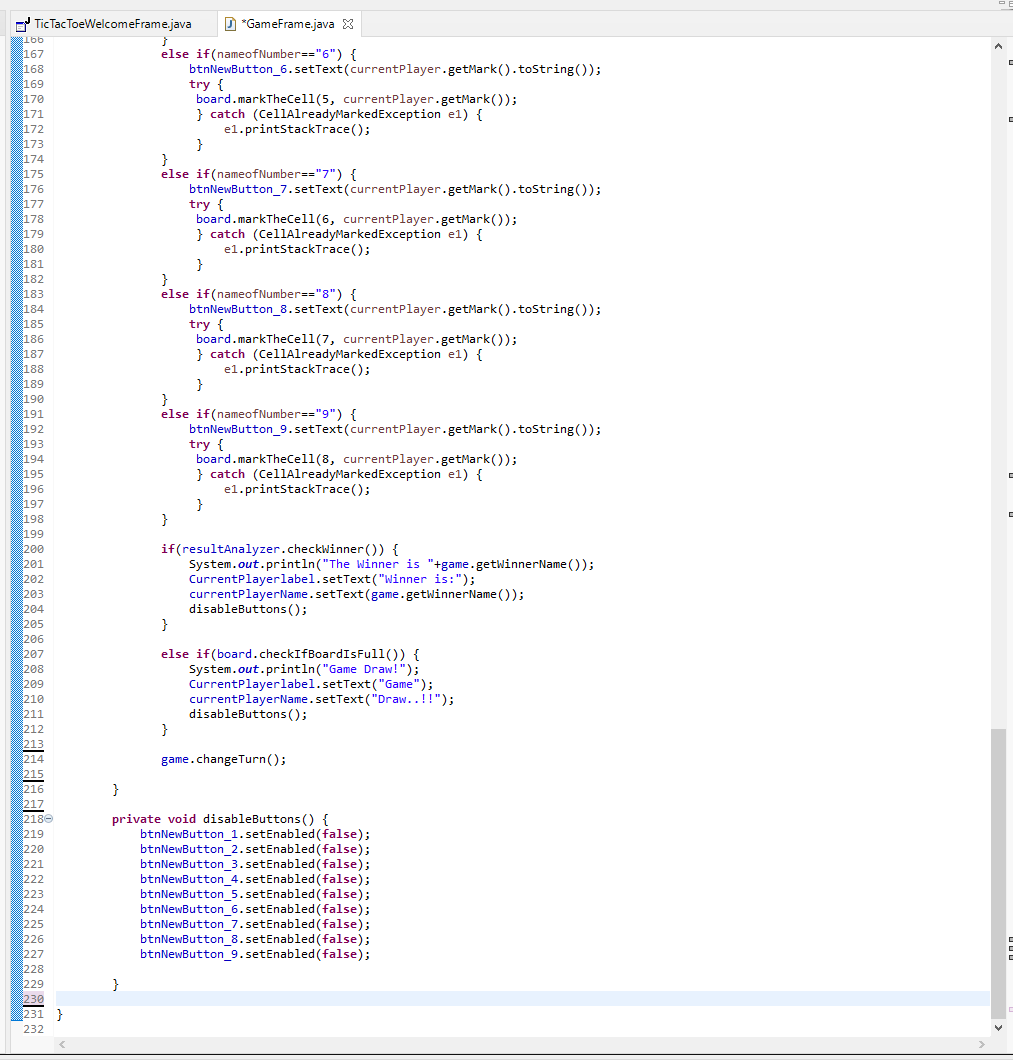 TicTacToeWelcomeFrame.java *GameFrame.java
166 }
167 else if(nameofNumber=="6") {
168 btnNewButton_6.setText(currentPlayer.getMark().toString());
169 try {
170 board.markTheCell(5, currentPlayer.getMark());
171 } catch (CellAlreadyMarkedException e1) {
172 e1.printStackTrace();
173 }
174 }
175 else if(nameofNumber=="7") {
176 btnNewButton_7.setText(currentPlayer.getMark().toString());
177 try {
178 board.markTheCell(6, currentPlayer.getMark());
179 } catch (CellAlreadyMarkedException e1) {
180 e1.printStackTrace();
181 }
182 }
183 else if(nameofNumber=="8") {
184 btnNewButton_8.setText(currentPlayer.getMark().toString());
185 try {
186 board.markTheCell(7, currentPlayer.getMark());
187 } catch (CellAlreadyMarkedException e1) {
188 e1.printStackTrace();
189 }
190 }
191 else if(nameofNumber=="9") {
192 btnNewButton_9.setText(currentPlayer.getMark().toString());
193 try {
194 board.markTheCell(8, currentPlayer.getMark());
195 } catch (CellAlreadyMarkedException e1) {
196 e1.printStackTrace();
197 }
198 }
199
200 if(resultAnalyzer.checkWinner()) {
201 System.out.println("The Winner is "+game.getWinnerName());
202 CurrentPlayerlabel.setText("Winner is:");
203 currentPlayerName.setText(game.getWinnerName());
204 disableButtons();
205 }
206
207 else if(board.checkIfBoardIsFull()) {
208 System.out.println("Game Draw!");
209 CurrentPlayerlabel.setText("Game");
210 currentPlayerName.setText("Draw..!!");
211 disableButtons();
212 }
213
214 game.changeTurn();
215
216 }
217
218 private void disableButtons() {
219 btnNewButton_1.setEnabled(false);
220 btnNewButton_2.setEnabled(false);
221 btnNewButton_3.setEnabled(false);
222 btnNewButton_4.setEnabled(false);
223 btnNewButton_5.setEnabled(false);
224 btnNewButton_6.setEnabled(false);
225 btnNewButton_7.setEnabled(false);
226 btnNewButton_8.setEnabled(false);
227 btnNewButton_9.setEnabled(false);
228
229 }
230
231 }
232